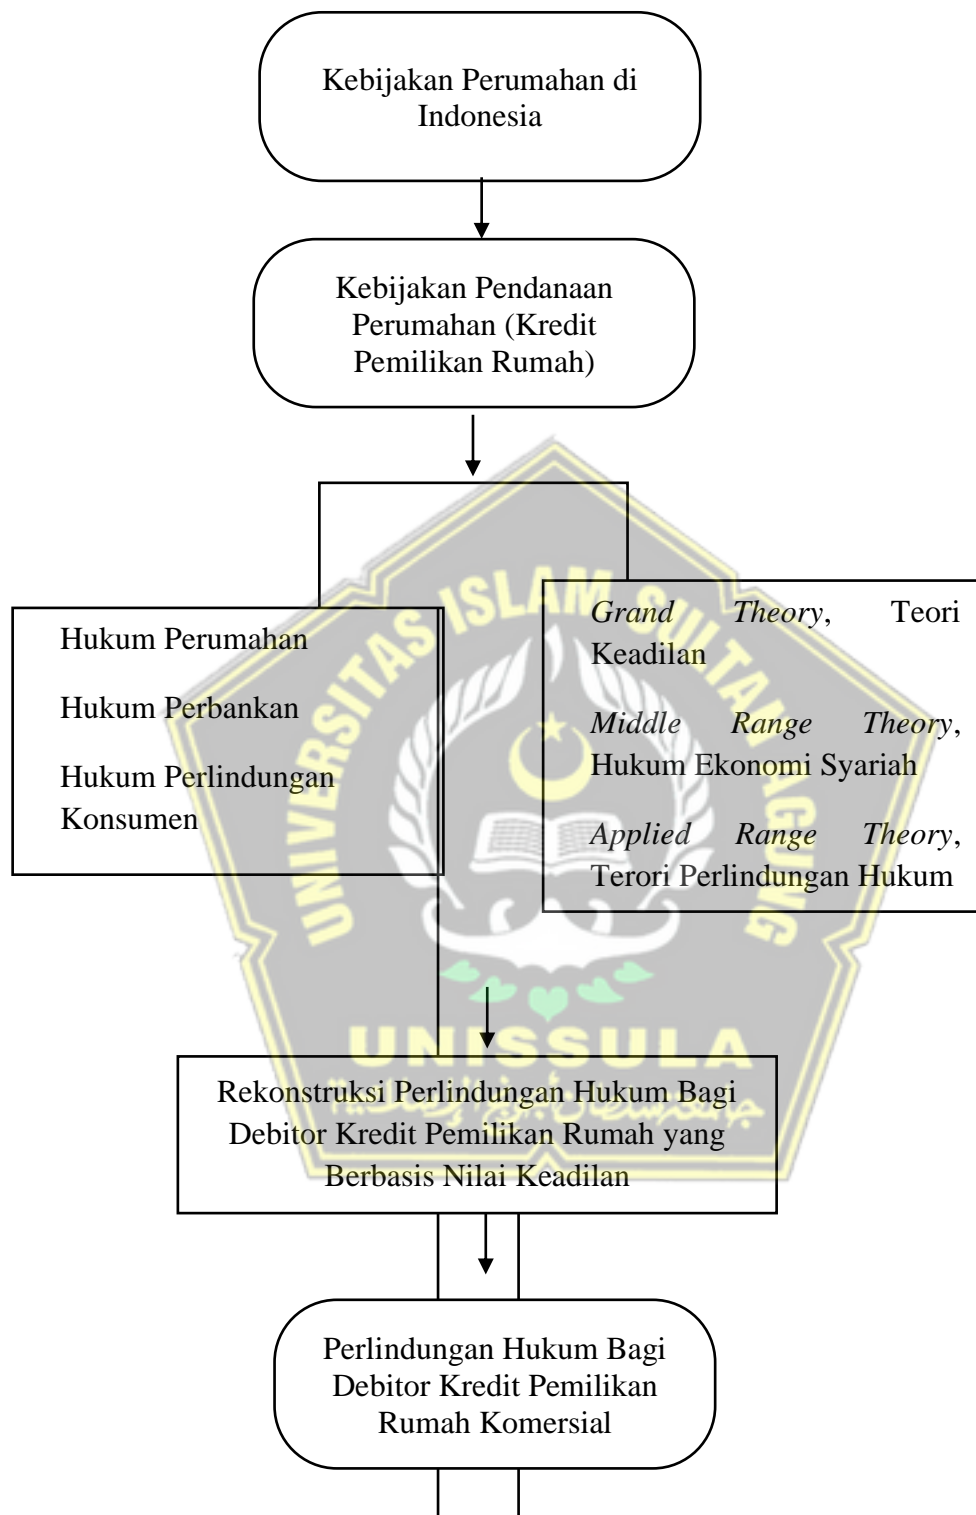 Kebijakan Perumahan di
Indonesia
Kebijakan Pendanaan
Perumahan (Kredit
Pemilikan Rumah)
Hukum Perumahan
Hukum Perbankan
Hukum Perlindungan
Konsumen
Grand Theory, Teori
Keadilan
Middle Range Theory,
Hukum Ekonomi Syariah
Applied Range Theory,
Terori Perlindungan Hukum
UNIVERSITAS ISLAM SULTAN AGUNG
UNISSULA
Rekonstruksi Perlindungan Hukum Bagi
Debitor Kredit Pemilikan Rumah yang
Berbasis Nilai Keadilan
Perlindungan Hukum Bagi
Debitor Kredit Pemilikan
Rumah Komersial